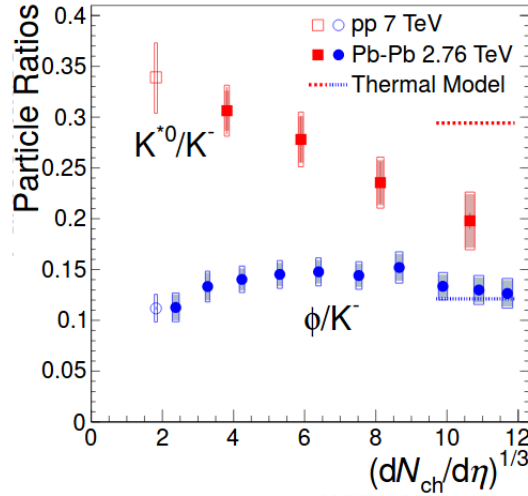 Particle Ratios
0.4
0.35
0.3
0.25
0.2
0.15
0.1
0.05
0
pp 7 TeV
Pb-Pb 2.76 TeV
Thermal Model
K*0/K-
ϕ/K-
0 2 4 6 8 10 12
(dNch/dη)1/3